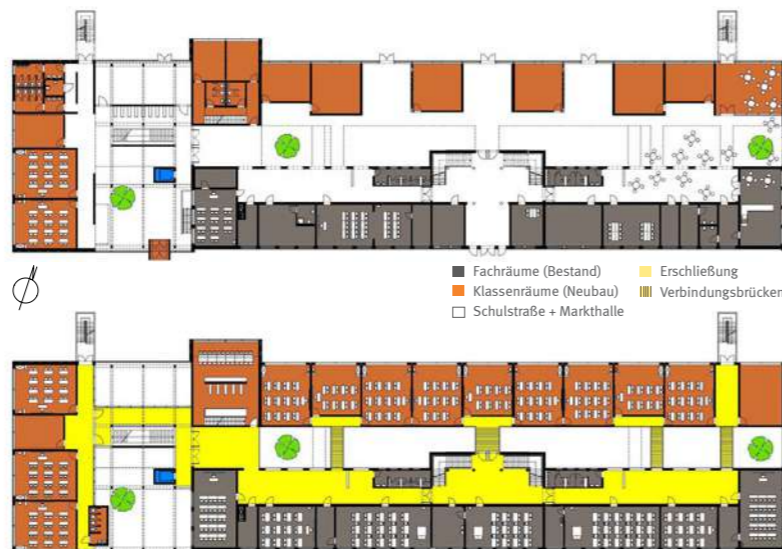 Fachräume (Bestand)
Klassenräume (Neubau)
Schulstraße + Markthalle
Erschließung
Verbindungsbrücken